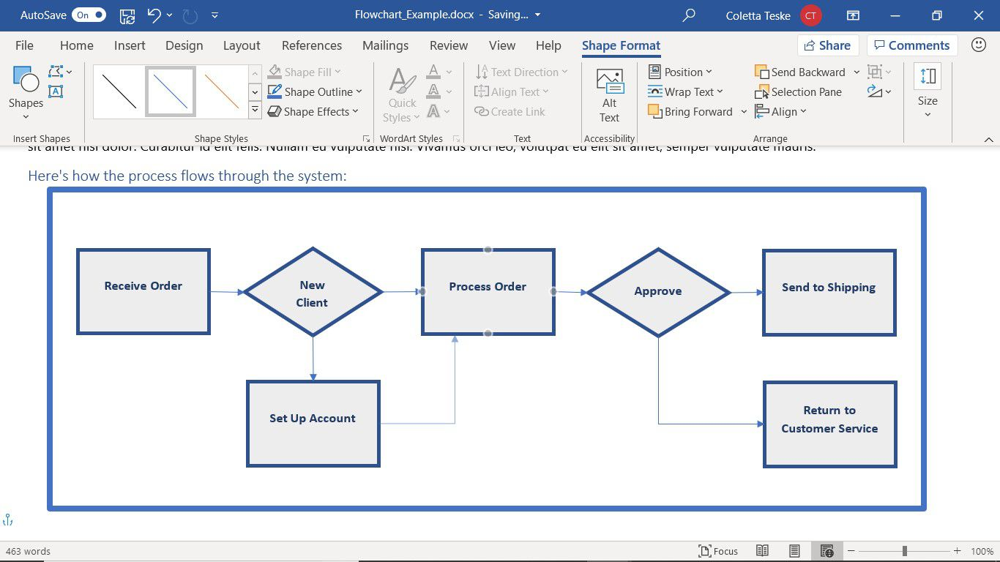 AutoSave On Flowchart_Example.docx - Saving... Coletta Teske CT
File Home Insert Design Layout References Mailings Review View Help Shape Format Share Comments
Shapes
Insert Shapes
Shape Fill
Shape Outline
Shape Effects
Shape Styles
A
Quick
Styles
A
A
A
WordArt Styles
Text Direction
Align Text
Create Link
Text
Alt
Text
Accessibility
Position
Wrap Text
Bring Forward
Send Backward
Selection Pane
Align
Arrange
Size
sit amet nisl dolor. Curabitur id elit felis. Nullam eu vulputate nisi. Vivamus orci leo, volutpat eu elit sit amet, semper vulputate mauris.
Here's how the process flows through the system:
Receive Order
New
Client
Process Order
Approve
Send to Shipping
Set Up Account
Return to
Customer Service
463 words Focus 100%